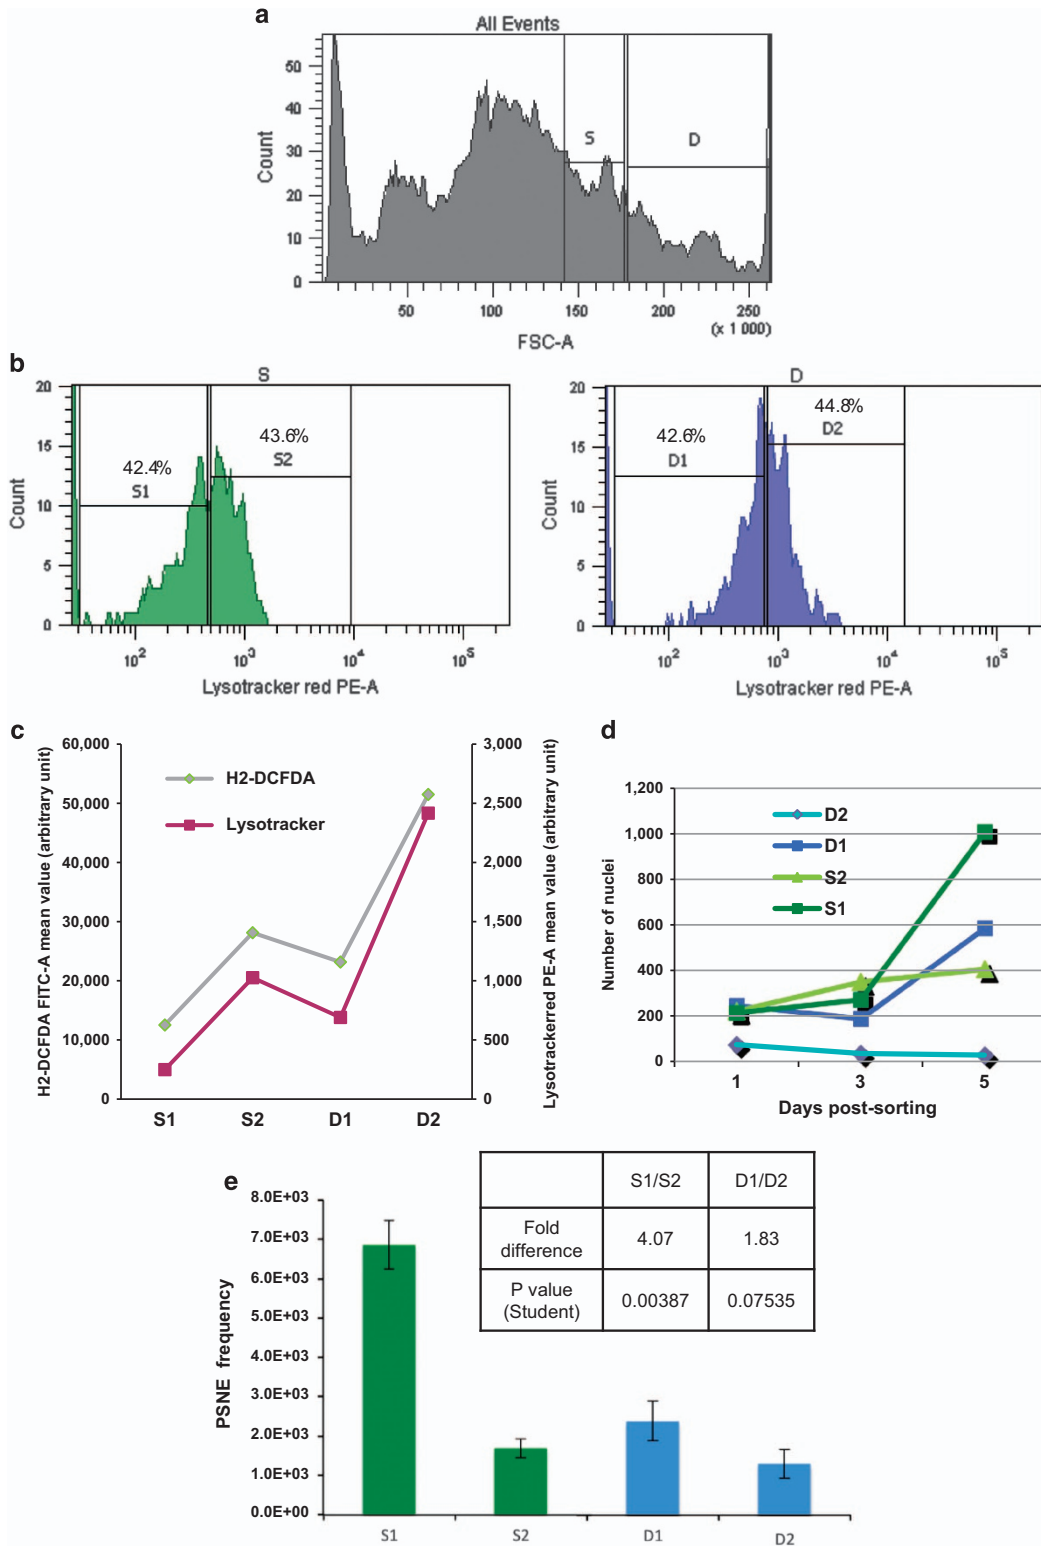 a
All Events
Count
50
40
30
20
10
0
S
D
50
100
150
200
250
(x 1 000)
FSC-A
b
S
Count
20
15
10
5
0
42.4%
S1
43.6%
S2
10²
10³
10⁴
10⁵
Lysotracker red PE-A
D
Count
20
15
10
5
0
42.6%
D1
44.8%
D2
10²
10³
10⁴
10⁵
Lysotracker red PE-A
c
H2-DCFDA FITC-A mean value (arbitrary unit)
60,000
50,000
40,000
30,000
20,000
10,000
0
H2-DCFDA
Lysotracker
3,000
2,500
2,000
1,500
1,000
500
0
Lysotrackerred PE-A mean value (arbitrary unit)
S1
S2
D1
D2
d
Number of nuclei
1,200
1,000
800
600
400
200
0
D2
D1
S2
S1
1
3
5
Days post-sorting
e
PSNE frequency
8.0E+03
7.0E+03
6.0E+03
5.0E+03
4.0E+03
3.0E+03
2.0E+03
1.0E+03
0.0E+00
S1
S2
D1
D2
S1/S2 D1/D2
Fold
difference
4.07 1.83
P value
(Student)
0.00387 0.07535